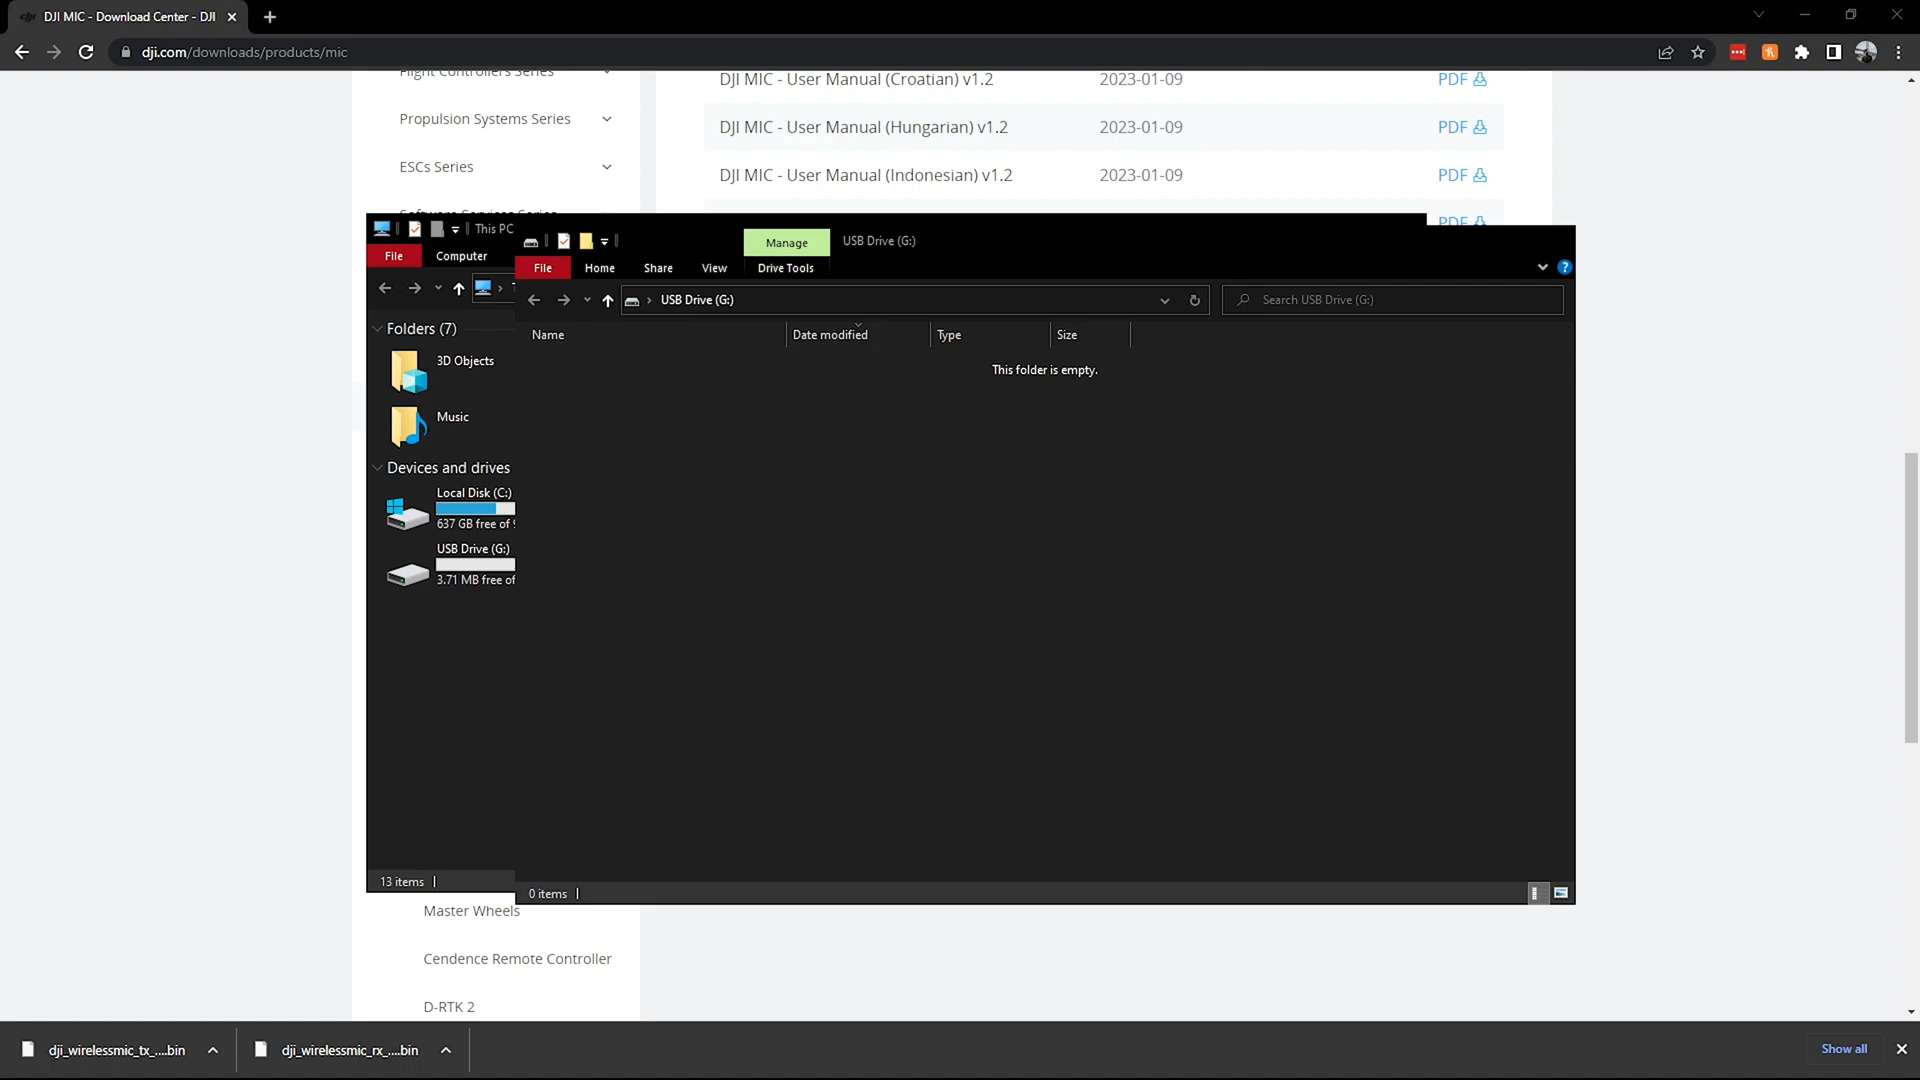 DJI MIC - Download Center - DJI
dji.com/downloads/products/mic
Flight Controllers Series
Propulsion Systems Series
ESCs Series
DJI MIC - User Manual (Croatian) v1.2 2023-01-09 PDF
DJI MIC - User Manual (Hungarian) v1.2 2023-01-09 PDF
DJI MIC - User Manual (Indonesian) v1.2 2023-01-09 PDF
PDF
This PC
File Computer
Folders (7)
3D Objects
Music
Devices and drives
Local Disk (C:)
637 GB free of
USB Drive (G:)
3.71 MB free of
13 items
Manage USB Drive (G:)
File Home Share View Drive Tools
USB Drive (G:)
Search USB Drive (G:)
Name Date modified Type Size
This folder is empty.
0 items
Master Wheels
Cendence Remote Controller
D-RTK 2
dji_wirelessmic_tx_....bin
dji_wirelessmic_rx_....bin
Show all